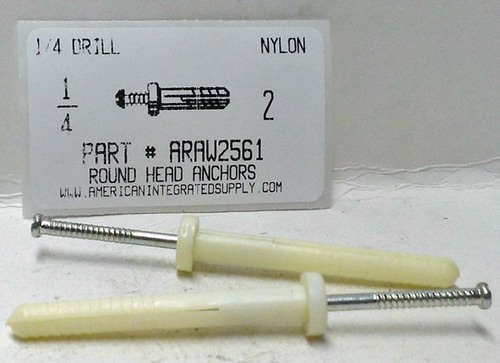 1/4 DRILL NYLON
1/4 2
PART # ARAW2561
ROUND HEAD ANCHORS
WWW.AMERICANINTEGRATEDSUPPLY.COM